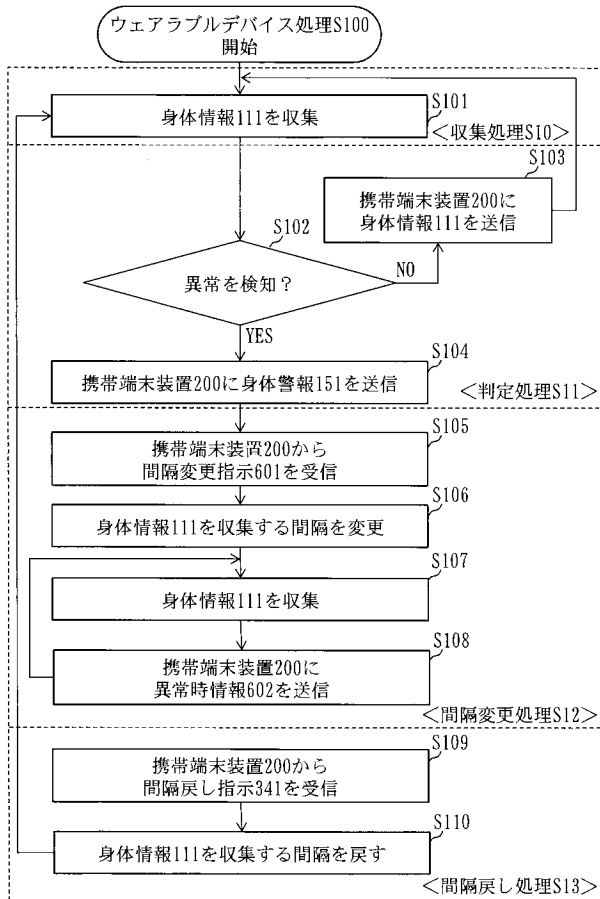 ウェアラブルデバイス処理S100
開始
S101
身体情報111を収集
<収集処理S10>
S103
携帯端末装置200に
身体情報111を送信
S102
異常を検知?
NO
YES
S104
携帯端末装置200に身体警報151を送信
<判定処理S11>
S105
携帯端末装置200から
間隔変更指示601を受信
S106
身体情報111を収集する間隔を変更
S107
身体情報111を収集
S108
携帯端末装置200に
異常時情報602を送信
<間隔変更処理S12>
S109
携帯端末装置200から
間隔戻し指示341を受信
S110
身体情報111を収集する間隔を戻す
<間隔戻し処理S13>